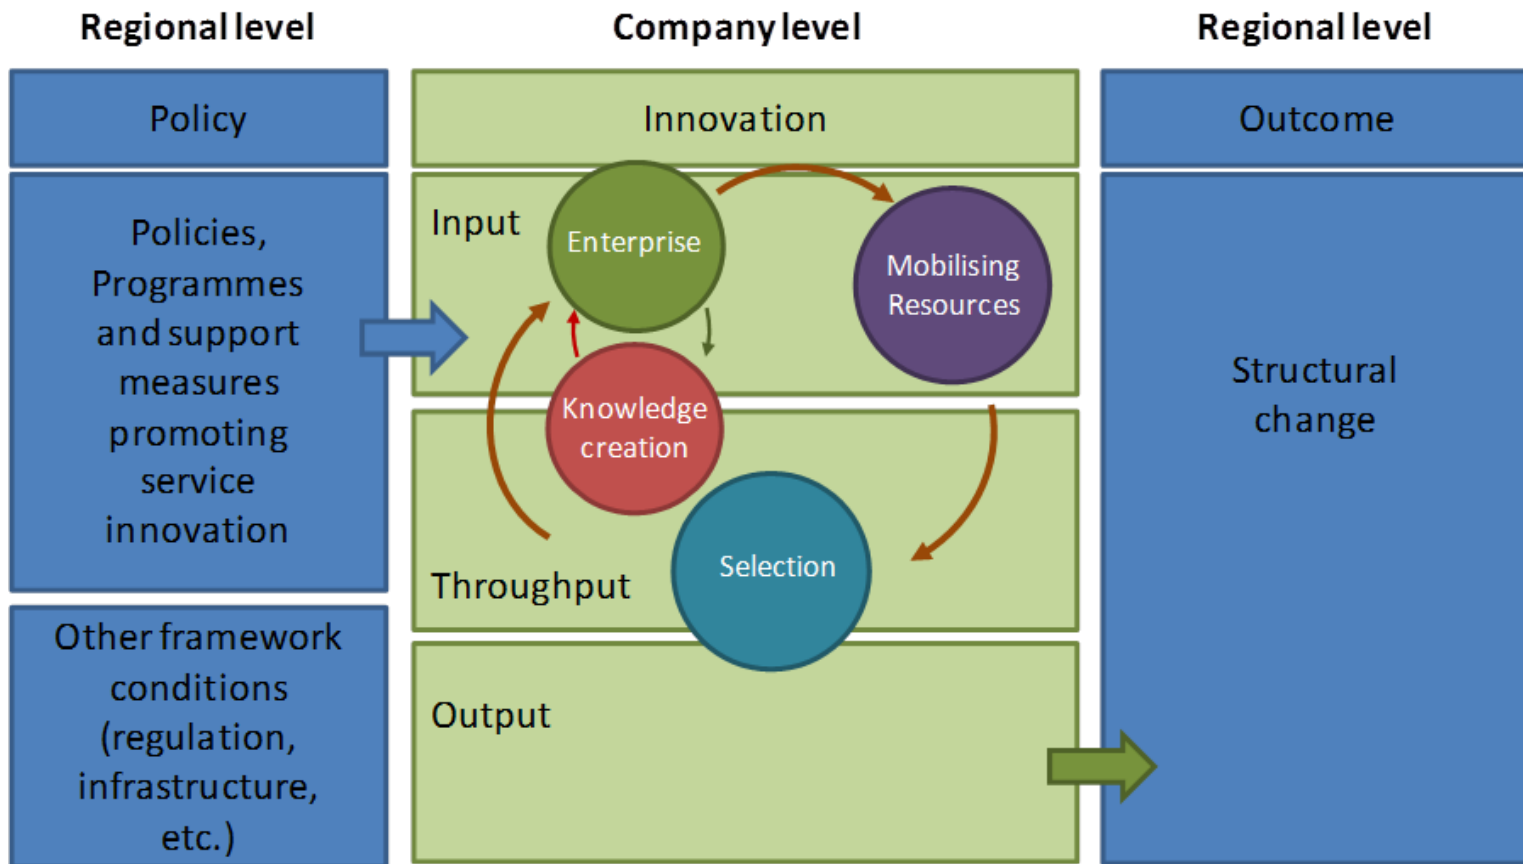 Regional level
Company level
Regional level
Policy
Innovation
Outcome
Policies,
Programmes
and support
measures
promoting
service
innovation
Other framework
conditions
(regulation,
infrastructure,
etc.)
Input
Enterprise
Mobilising
Resources
Knowledge
creation
Throughput
Selection
Output
Structural
change